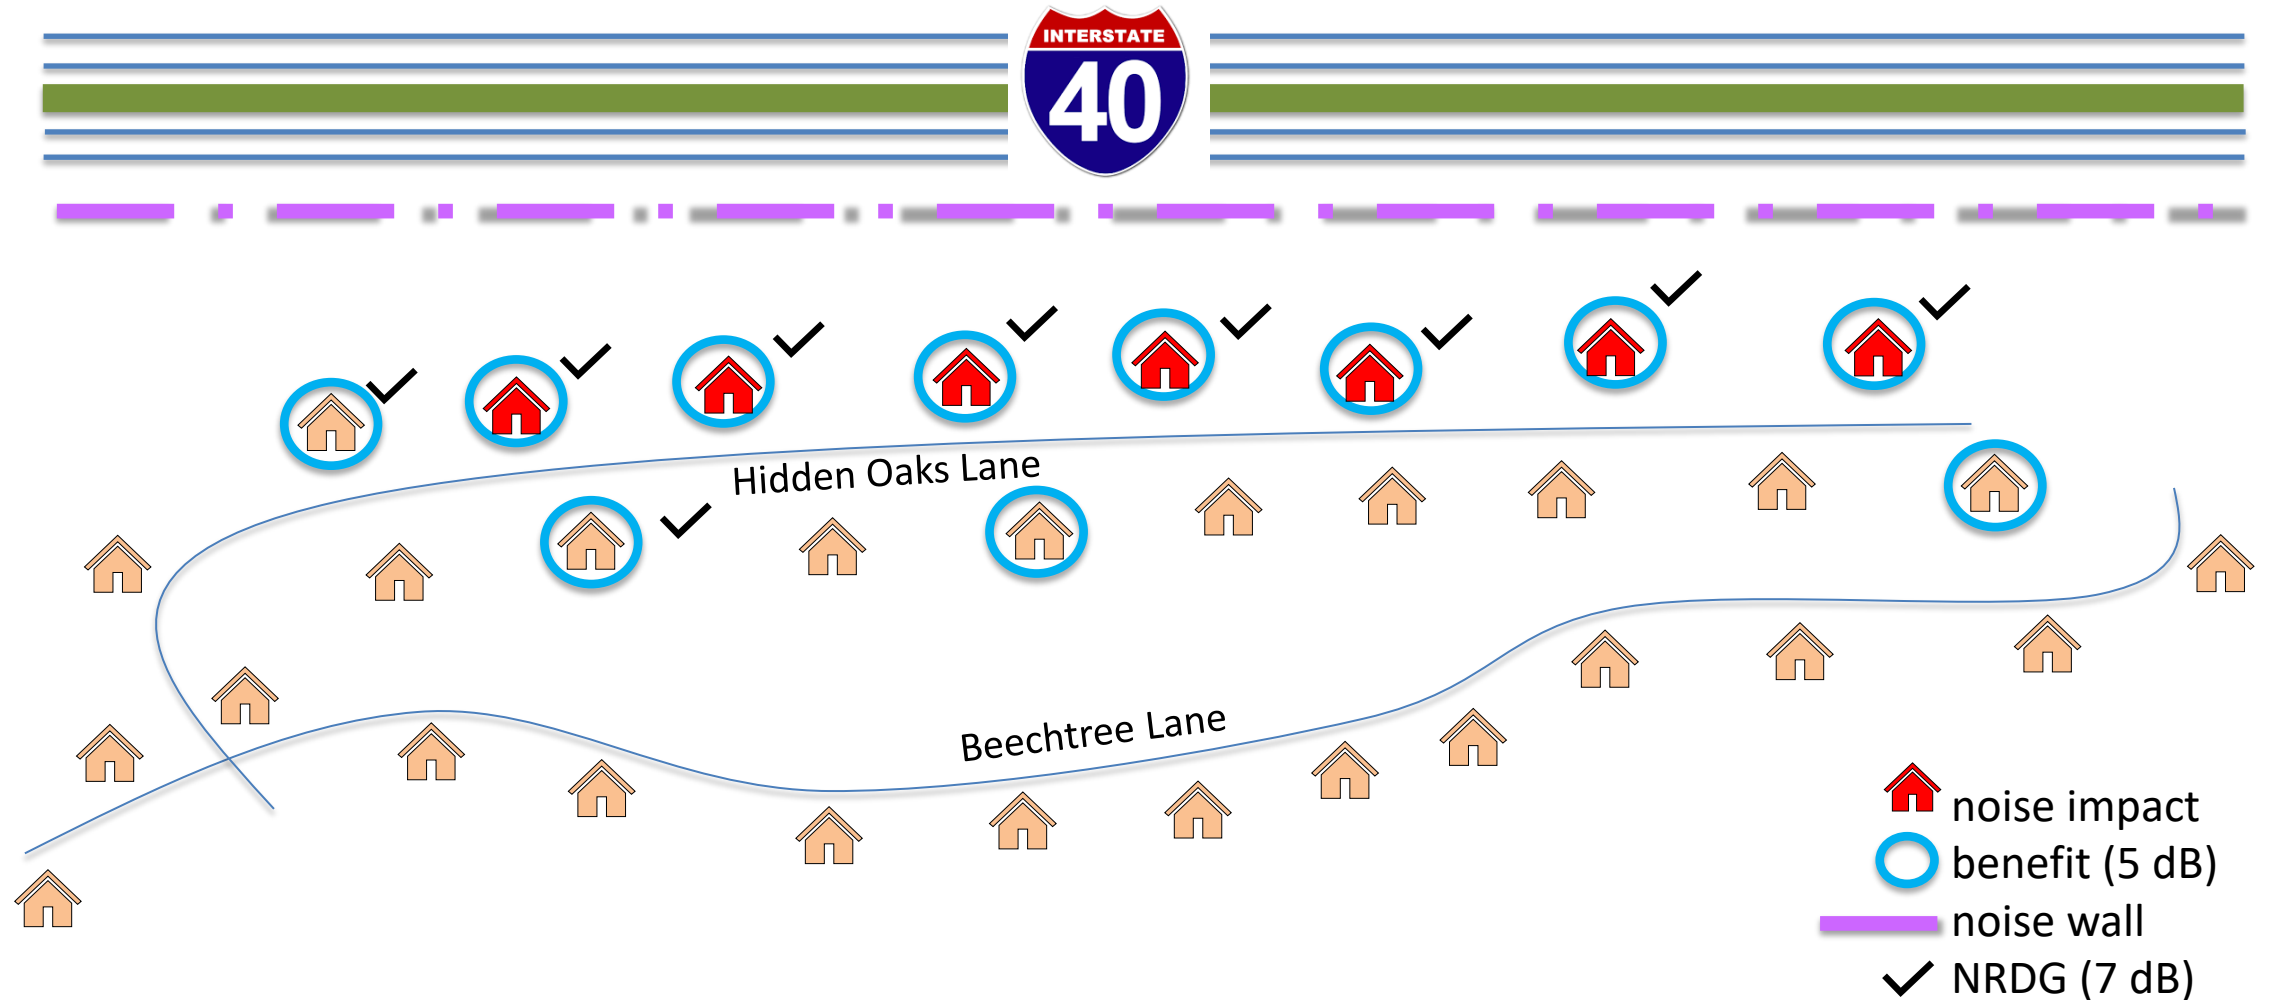 INTERSTATE
40
Hidden Oaks Lane
Beechtree Lane
noise impact
benefit (5 dB)
noise wall
NRDG (7 dB)